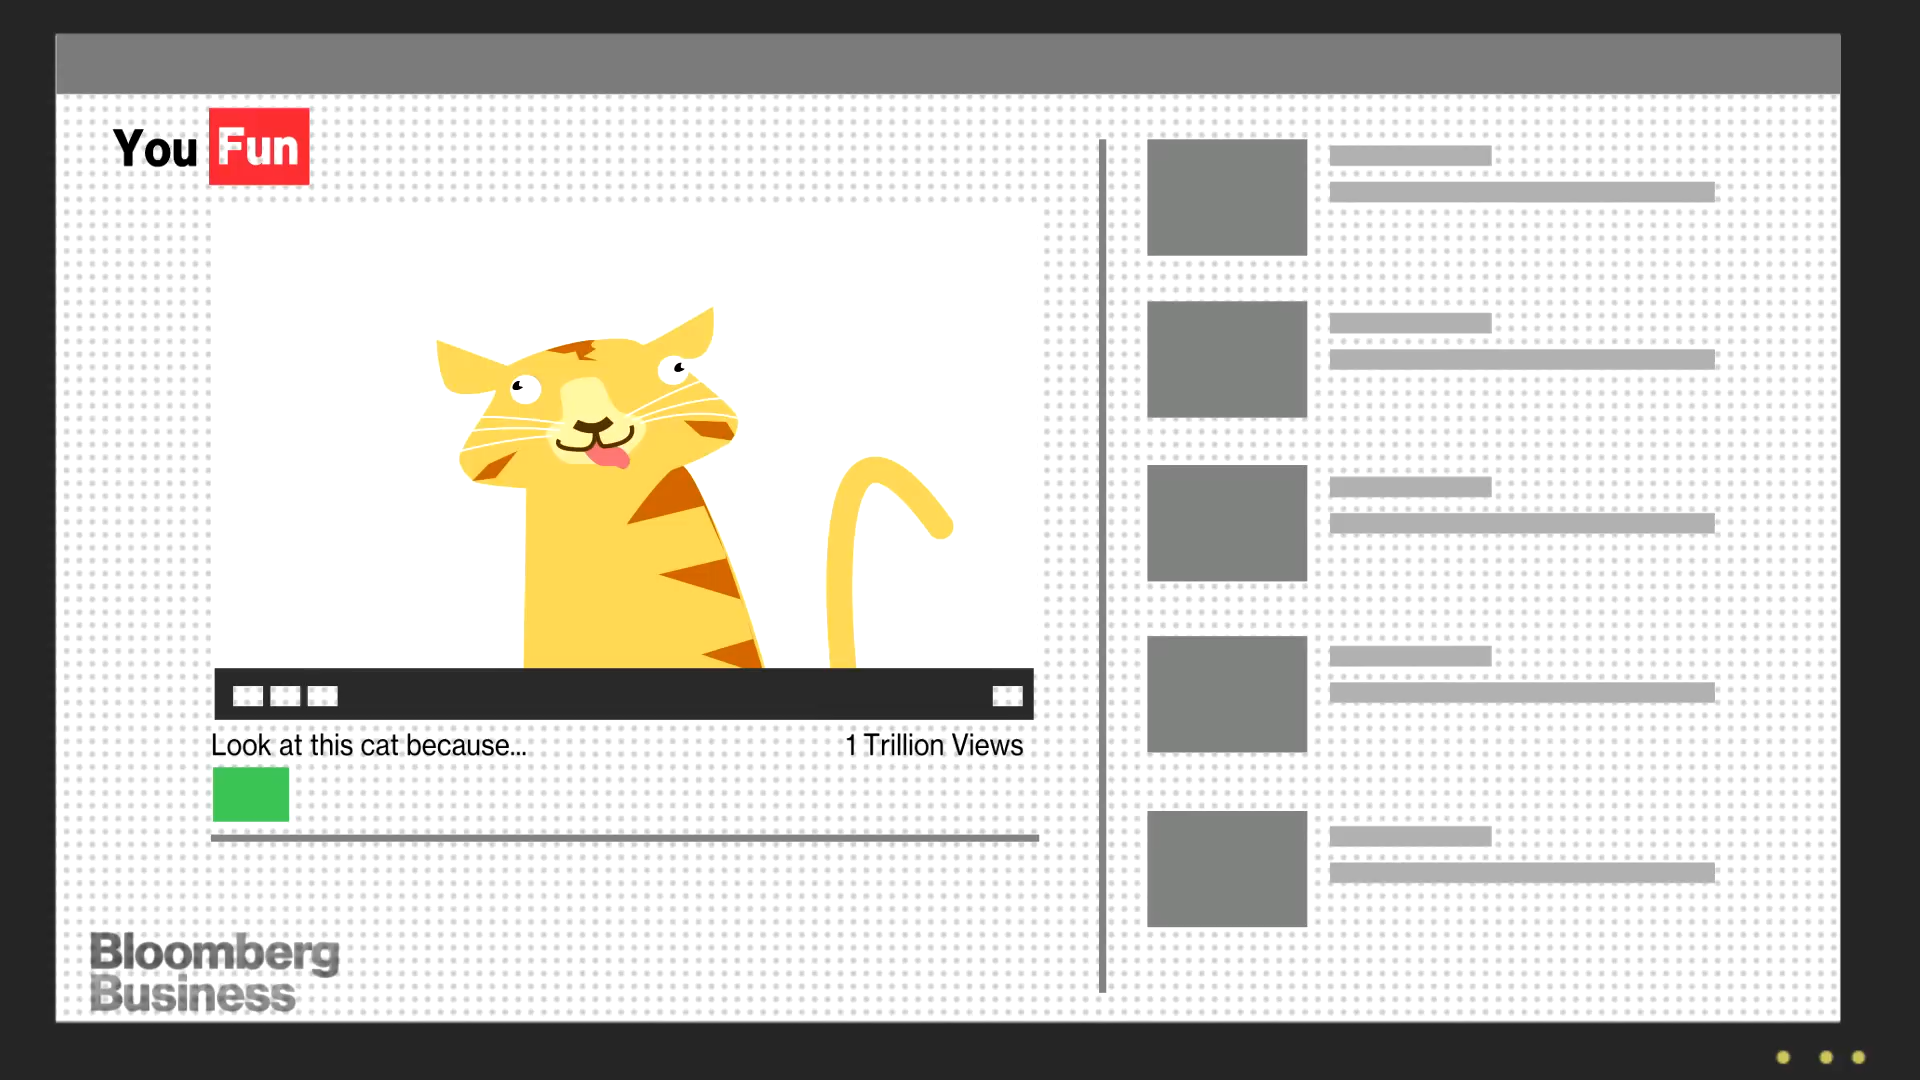 You Fun
Look at this cat because...
1 Trillion Views
Bloomberg
Business